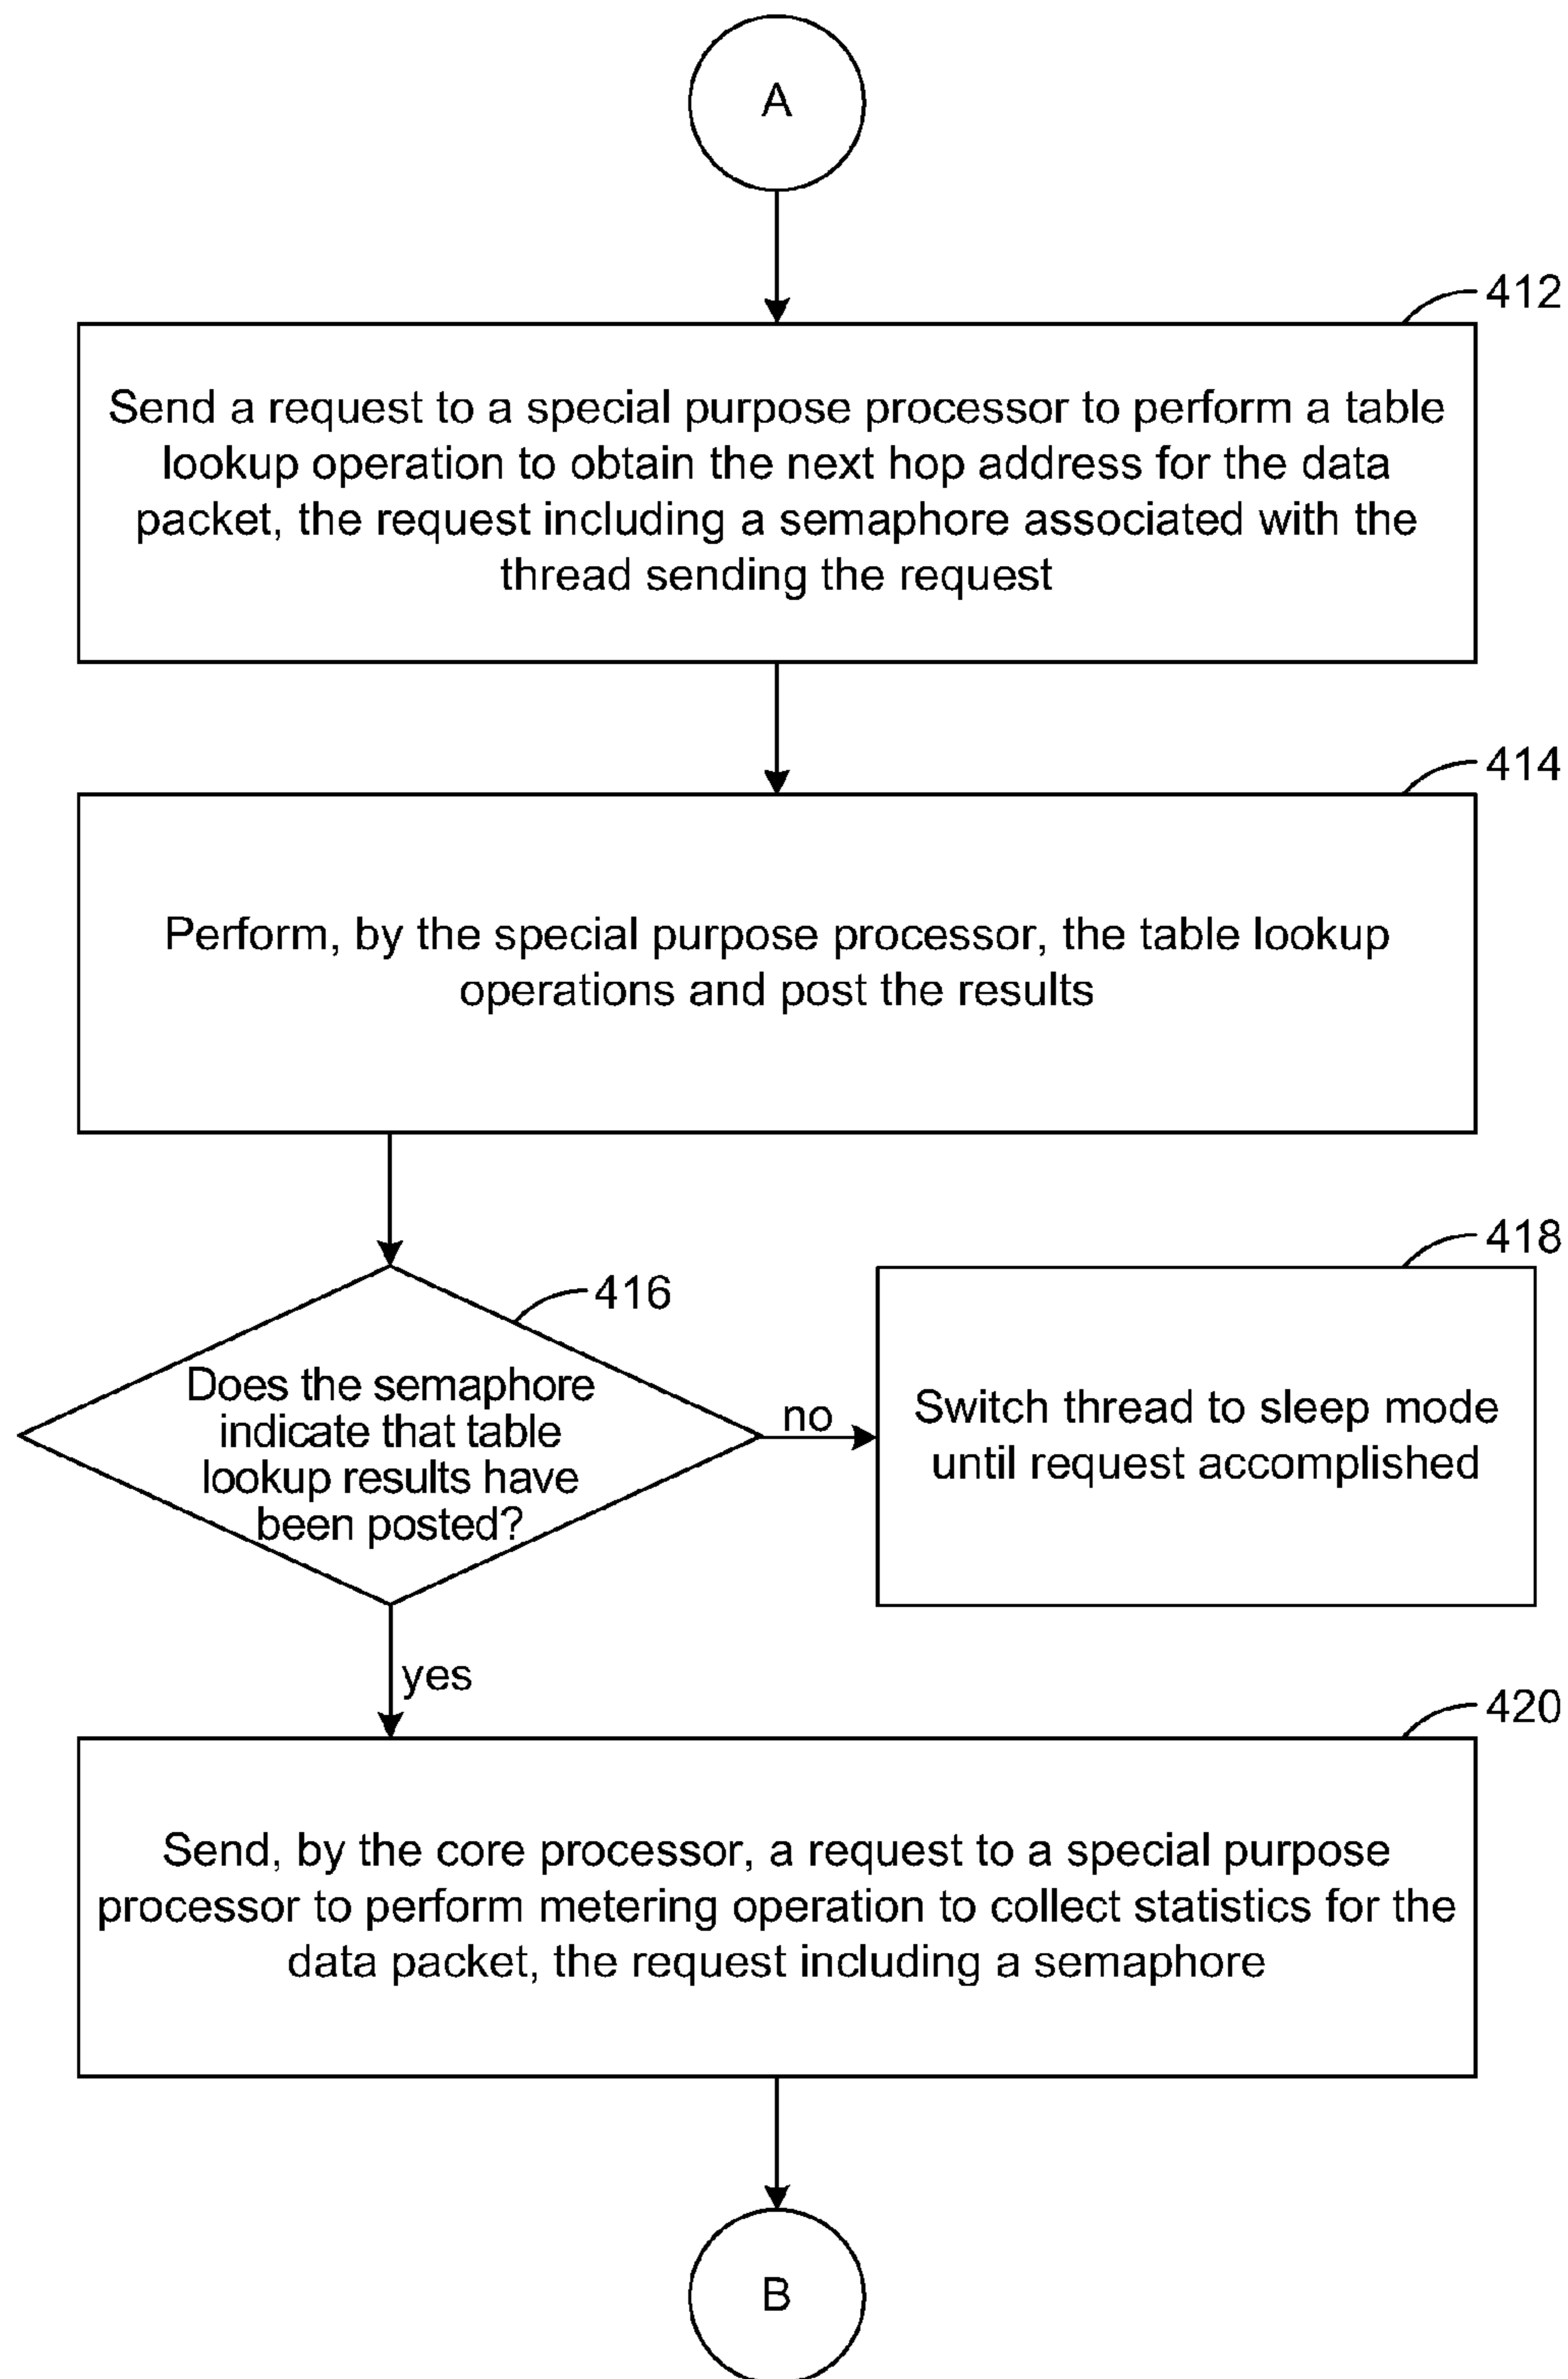 A
412
Send a request to a special purpose processor to perform a table
lookup operation to obtain the next hop address for the data
packet, the request including a semaphore associated with the
thread sending the request
414
Perform, by the special purpose processor, the table lookup
operations and post the results
416
Does the semaphore
indicate that table
lookup results have
been posted?
no
418
Switch thread to sleep mode
until request accomplished
yes
420
Send, by the core processor, a request to a special purpose
processor to perform metering operation to collect statistics for the
data packet, the request including a semaphore
B